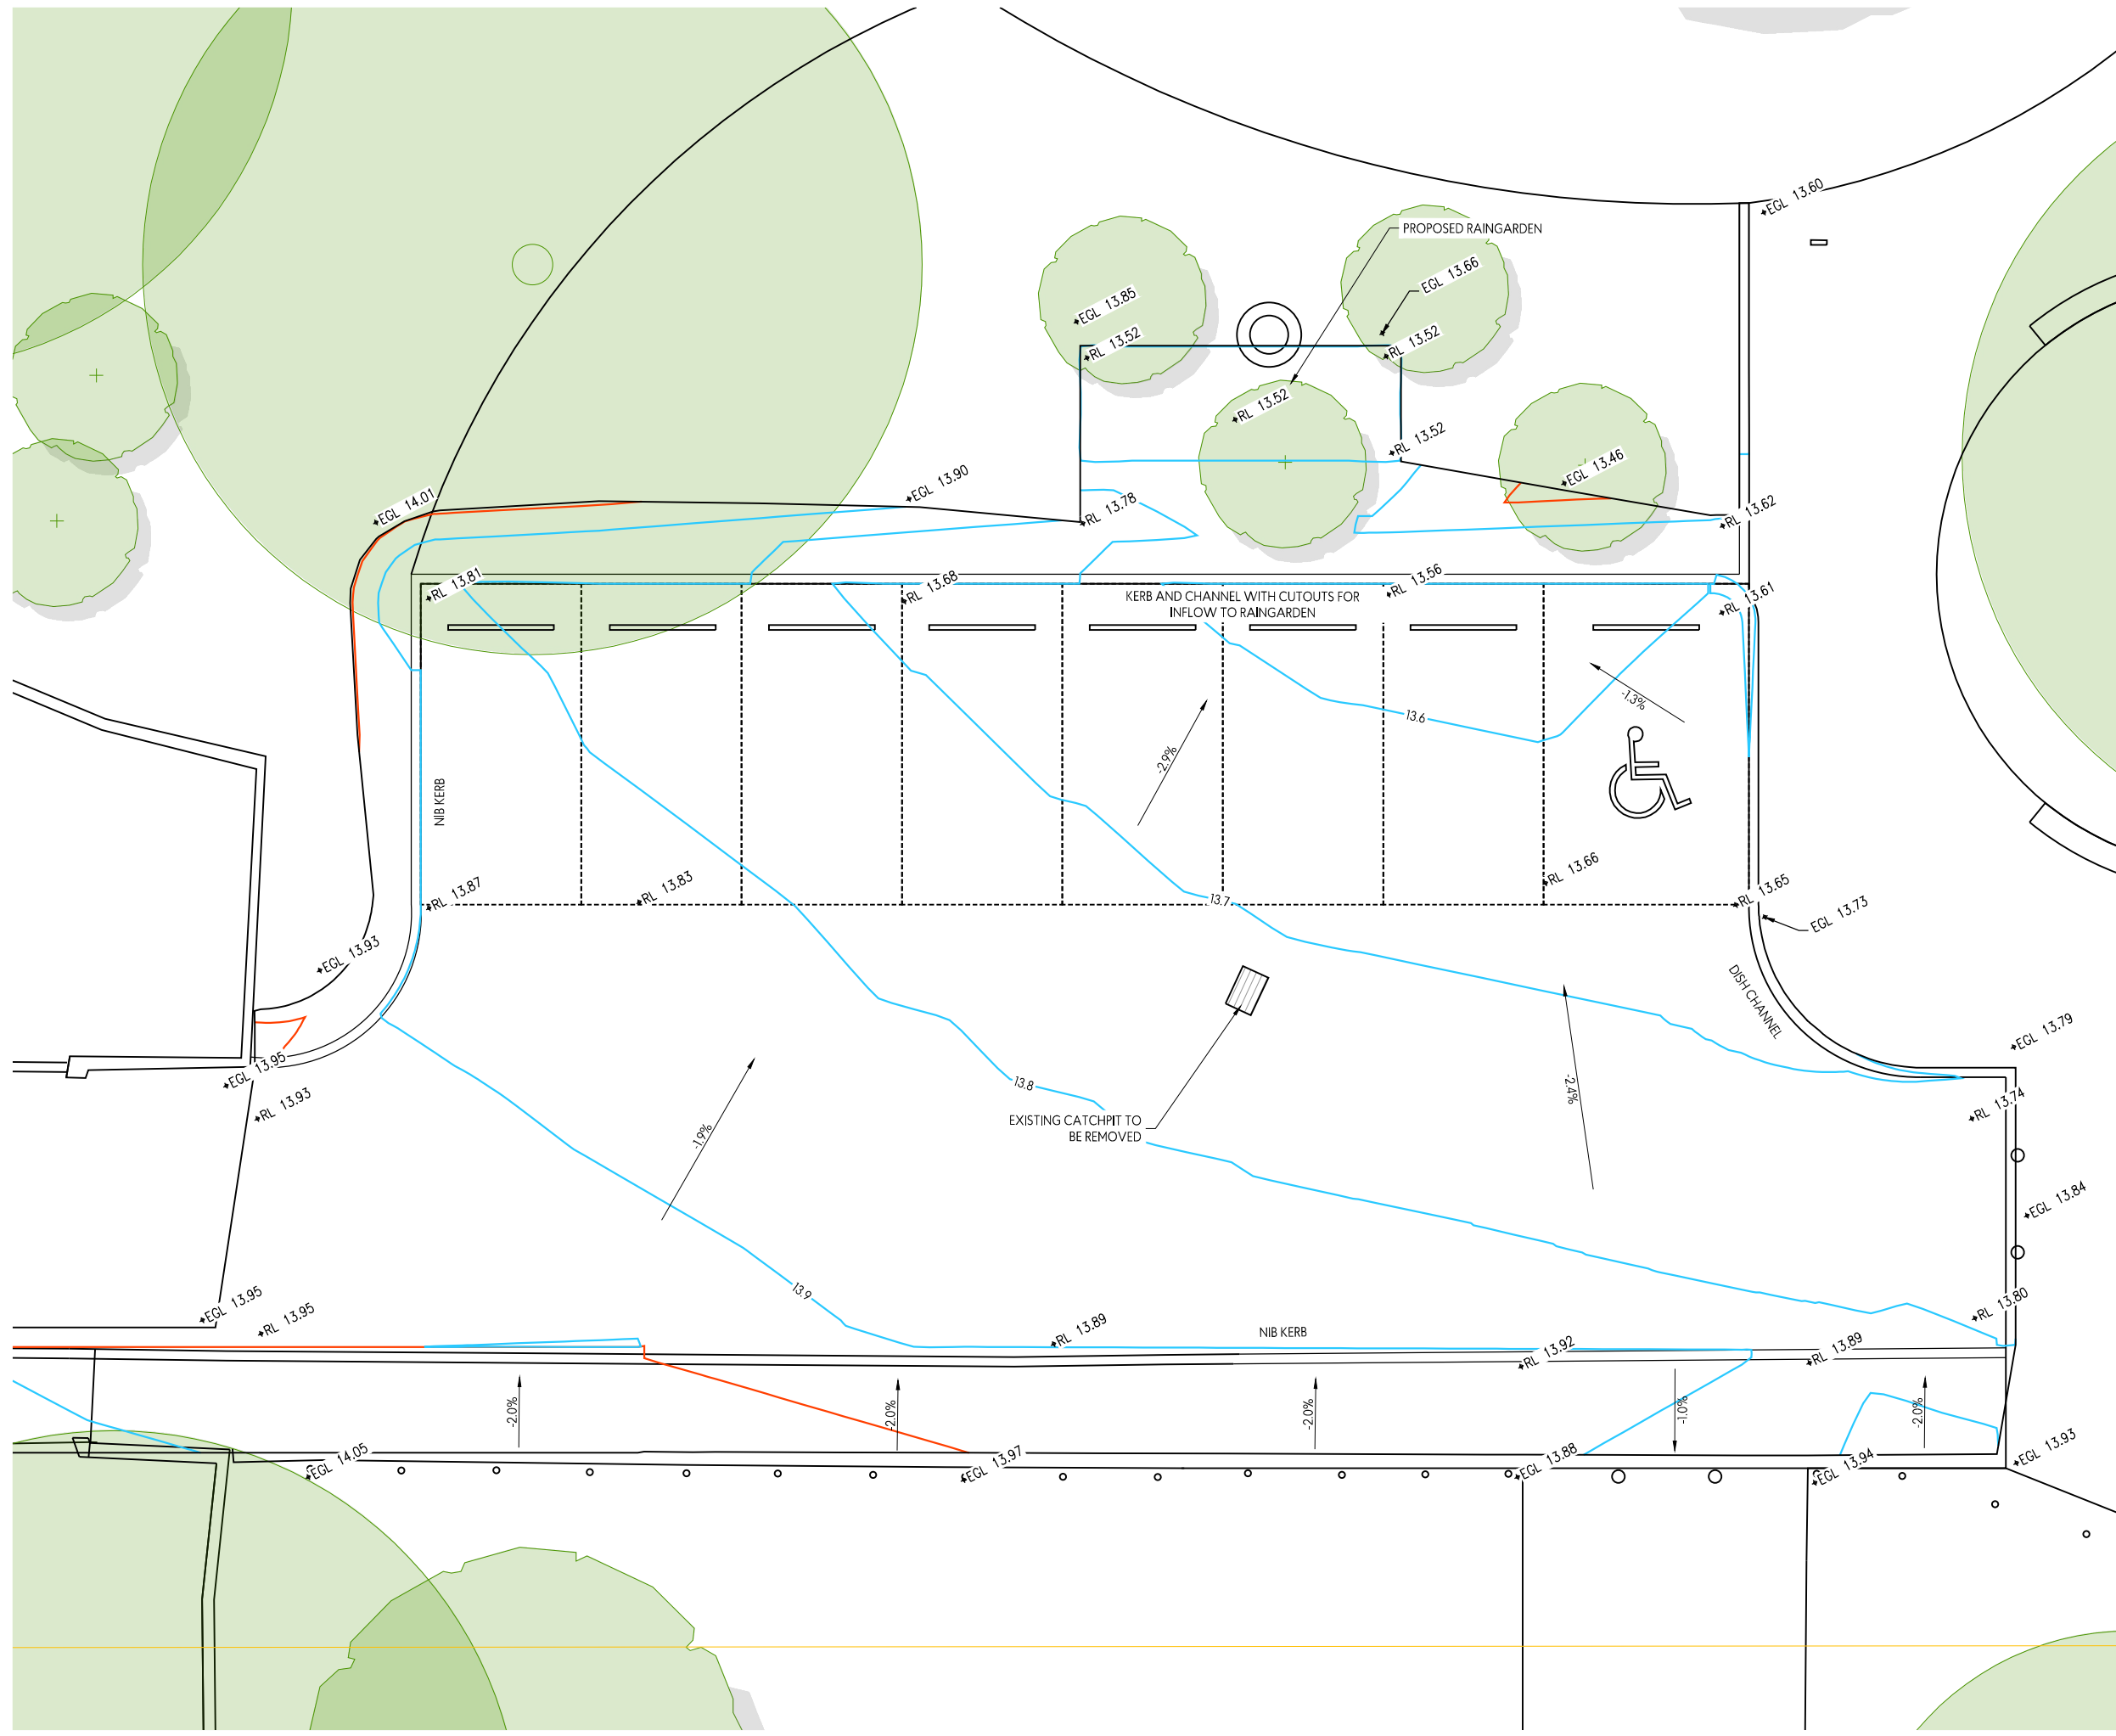 EGL 13.60
PROPOSED RAINGARDEN
EGL 13.66
EGL 13.85
RL 13.52
RL 13.52
RL 13.52
RL 13.52
EGL 13.46
EGL 13.90
EGL 14.01
RL 13.78
RL 13.62
RL 13.81
RL 13.68
RL 13.56
RL 13.61
KERB AND CHANNEL WITH CUTOUTS FOR
INFLOW TO RAINGARDEN
-1.3%
13.6
-2.9%
NIB KERB
RL 13.87
RL 13.83
13.7
RL 13.66
RL 13.65
EGL 13.73
EGL 13.93
DISH CHANNEL
EGL 13.79
EGL 13.95
RL 13.93
13.8
-2.4%
RL 13.74
EXISTING CATCHPIT TO
BE REMOVED
-1.9%
EGL 13.84
13.9
EGL 13.95
RL 13.95
RL 13.89
NIB KERB
RL 13.92
RL 13.89
RL 13.80
-2.0%
-2.0%
-2.0%
-1.0%
-2.0%
EGL 14.05
EGL 13.97
EGL 13.88
EGL 13.94
EGL 13.93